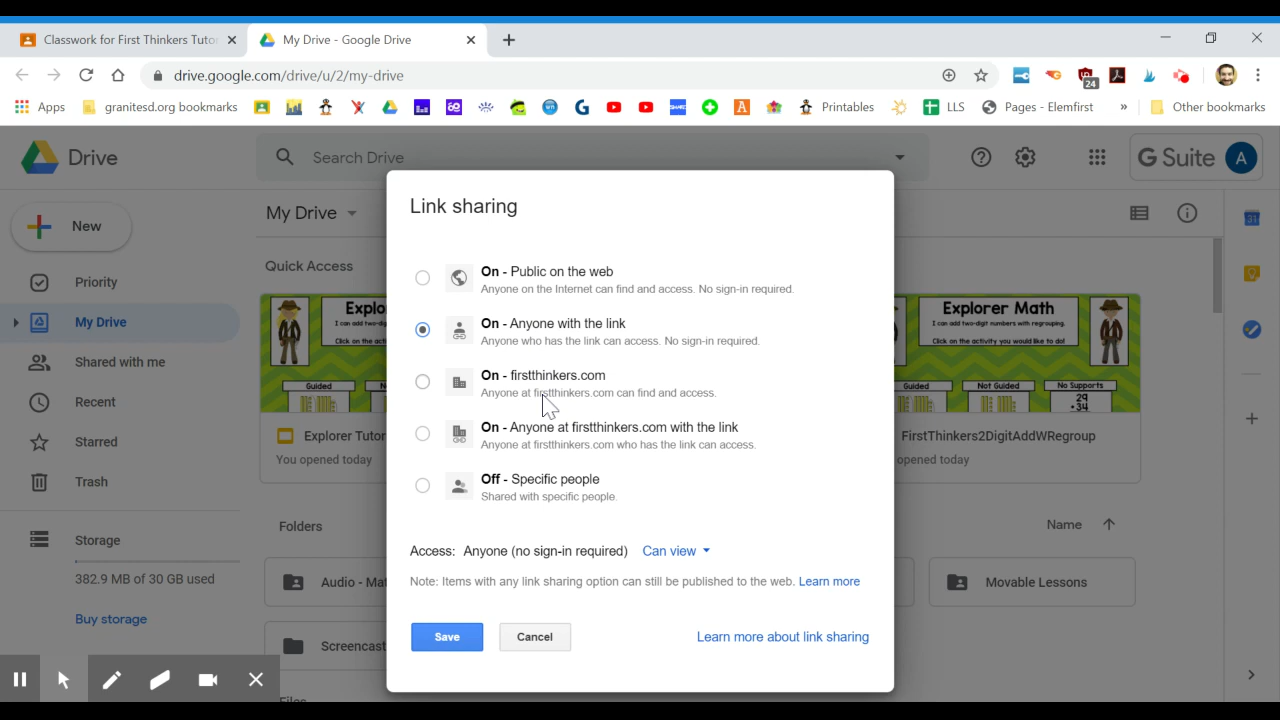 Classwork for First Thinkers Tuto
My Drive - Google Drive
drive.google.com/drive/u/2/my-drive
24
Apps
granitesd.org bookmarks
Printables
LLS
Pages - Elemfirst
»
Other bookmarks
Drive
Search Drive
G Suite
A
New
My Drive
Priority
My Drive
Shared with me
Recent
Starred
Trash
Storage
382.9 MB of 30 GB used
Buy storage
Quick Access
Explo
I can add two-dig
Click on the acti
Guided
N
Explorer Tutor
You opened today
Explorer Math
I can add two-digit numbers with regrouping.
Click on the activity you would like to do!
Guided
Not Guided
No Supports
29
+34
FirstThinkers2DigitAddWRegroup
opened today
Folders
Name
Audio - Mat
Movable Lessons
Screencast
Files
31
Link sharing
On - Public on the web
Anyone on the Internet can find and access. No sign-in required.
On - Anyone with the link
Anyone who has the link can access. No sign-in required.
On - firstthinkers.com
Anyone at firstthinkers.com can find and access.
On - Anyone at firstthinkers.com with the link
Anyone at firstthinkers.com who has the link can access.
Off - Specific people
Shared with specific people.
Access: Anyone (no sign-in required) Can view
Note: Items with any link sharing option can still be published to the web. Learn more
Save
Cancel
Learn more about link sharing